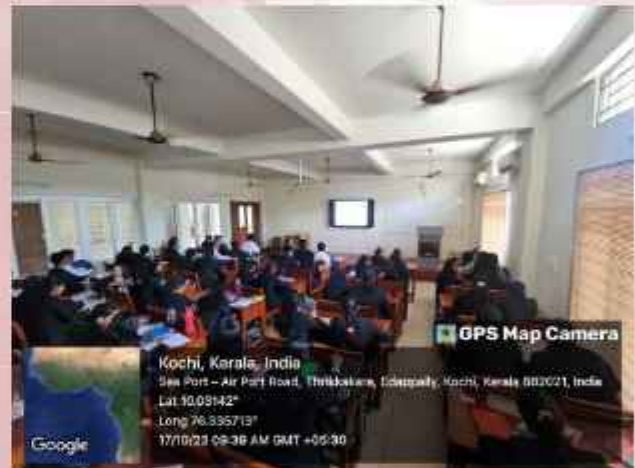 GPS Map Camera
Kochi, Kerala, India
Sea Port - Air Port Road, Thrikkakara, Edappally, Kochi, Kerala 682021, India
Lat 10.03142°
Long 76.335713°
17/10/23 09:39 AM GMT +05:30
Google